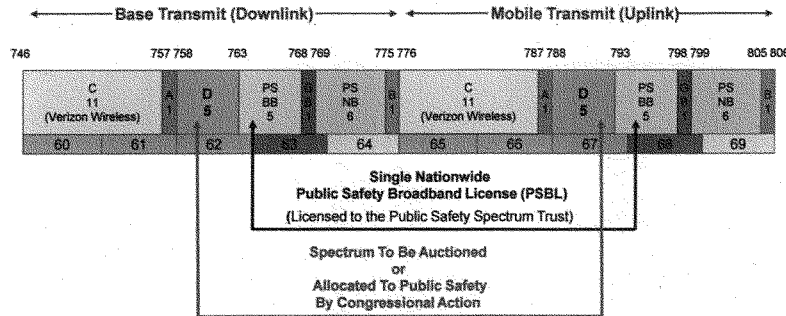 Base Transmit (Downlink) Mobile Transmit (Uplink)
746 757 758 763 768 769 775 776 787 788 793 798 799 805 806
C A D PS G PS B C A D PS G PS B
11 1 5 BB B NB 1 11 1 5 BB B NB 1
(Verizon Wireless) 5 1 6 (Verizon Wireless) 5 1 6
60 61 62 63 64 65 66 67 68 69
Single Nationwide
Public Safety Broadband License (PSBL)
(Licensed to the Public Safety Spectrum Trust)
Spectrum To Be Auctioned
or
Allocated To Public Safety
By Congressional Action